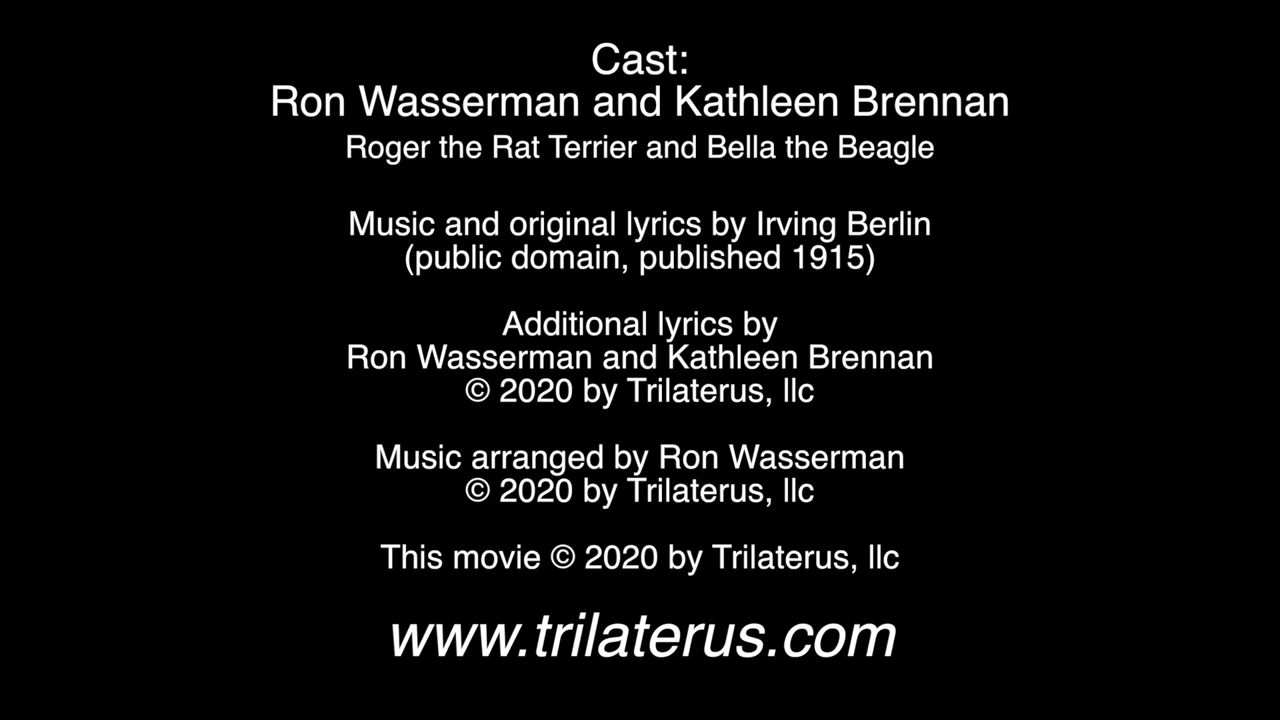 Cast:
Ron Wasserman and Kathleen Brennan
Roger the Rat Terrier and Bella the Beagle
Music and original lyrics by Irving Berlin
(public domain, published 1915)
Additional lyrics by
Ron Wasserman and Kathleen Brennan
© 2020 by Trilaterus, llc
Music arranged by Ron Wasserman
© 2020 by Trilaterus, llc
This movie © 2020 by Trilaterus, llc
www.trilaterus.com